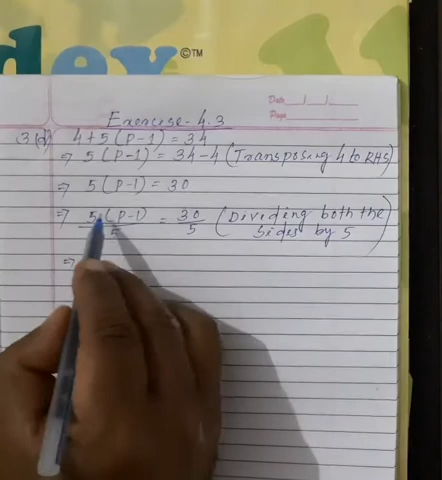 dey ©™
Date / /
Page
Exercise - 4.3
3(d) 4+5(P-1) = 34
⇒ 5(P-1) = 34-4 (Transposing 4 to RHS)
⇒ 5(P-1) = 30
⇒ 5(P-1)/5 = 30/5 (Dividing both the sides by 5)
⇒